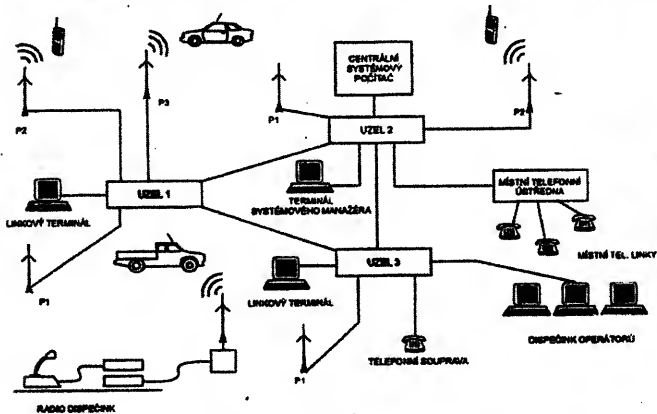 CENTRÁLNÍ
SYSTÉMOVÝ
POČÍTAČ
P2
P3
P1
P2
UZEL 2
UZEL 1
LINKOVÝ TERMINÁL
TERMINÁL
SYSTÉMOVÉHO MANAŽÉRA
MÍSTNÍ TELEFONNÍ
ÚSTŘEDNA
MÍSTNÍ TEL. LINKY
P1
UZEL 3
LINKOVÝ TERMINÁL
P1
TELEFONNÍ SOUPRAVA
DISPEČINK OPERÁTORŮ
RADIO DISPEČINK